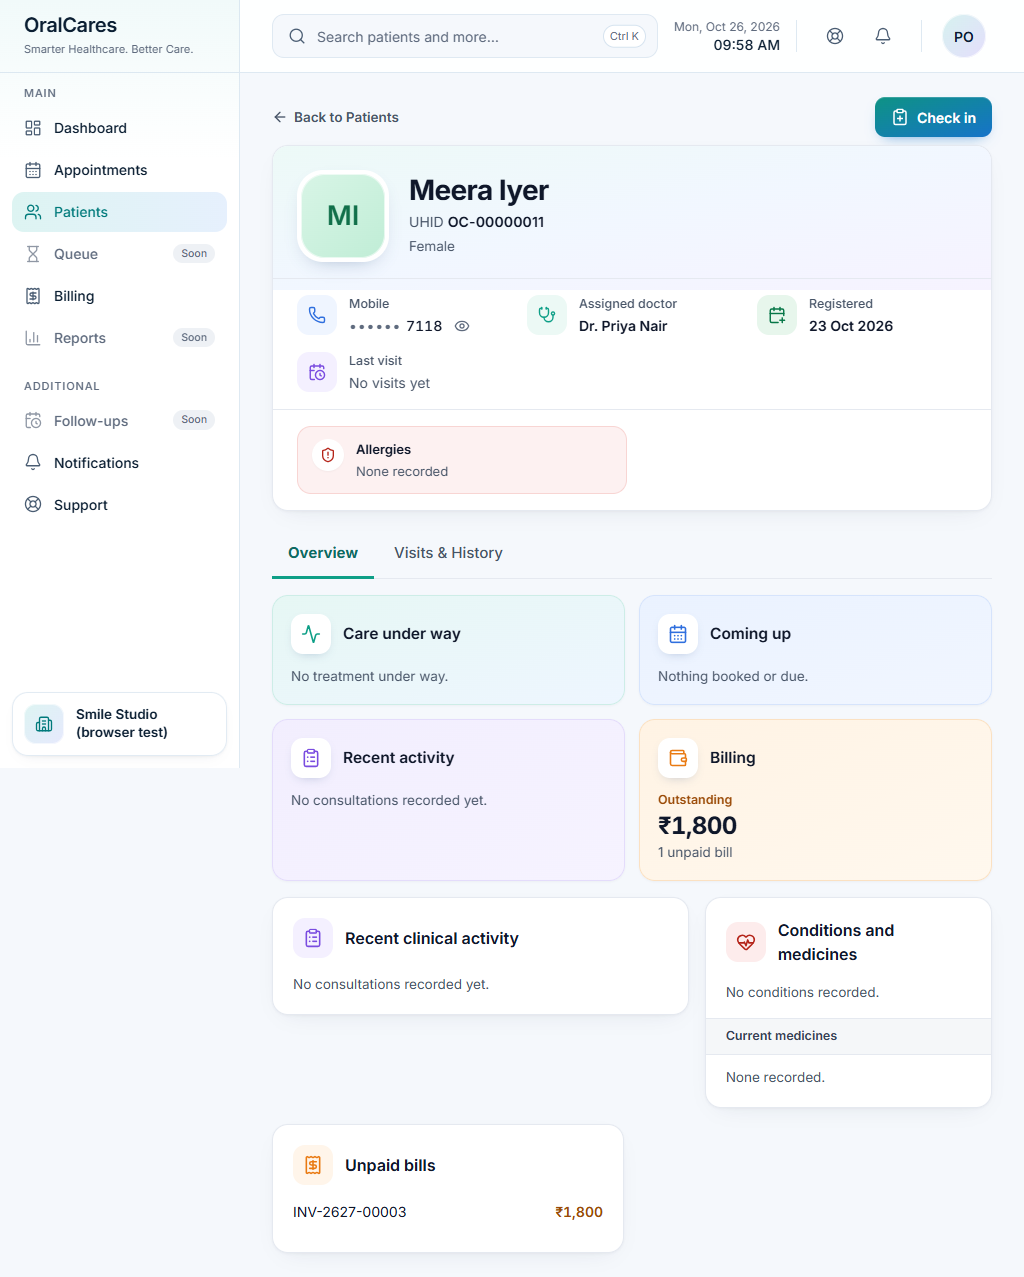 OralCares
Smarter Healthcare. Better Care.
Search patients and more...
Ctrl K
Mon, Oct 26, 2026
09:58 AM
PO
MAIN
Dashboard
Appointments
Patients
Queue
Soon
Billing
Reports
Soon
ADDITIONAL
Follow-ups
Soon
Notifications
Support
Smile Studio
(browser test)
Back to Patients
Check in
MI
Meera Iyer
UHID OC-00000011
Female
Mobile
•••••• 7118
Assigned doctor
Dr. Priya Nair
Registered
23 Oct 2026
Last visit
No visits yet
Allergies
None recorded
Overview
Visits & History
Care under way
No treatment under way.
Coming up
Nothing booked or due.
Recent activity
No consultations recorded yet.
Billing
Outstanding
₹1,800
1 unpaid bill
Recent clinical activity
No consultations recorded yet.
Conditions and
medicines
No conditions recorded.
Current medicines
None recorded.
Unpaid bills
INV-2627-00003
₹1,800